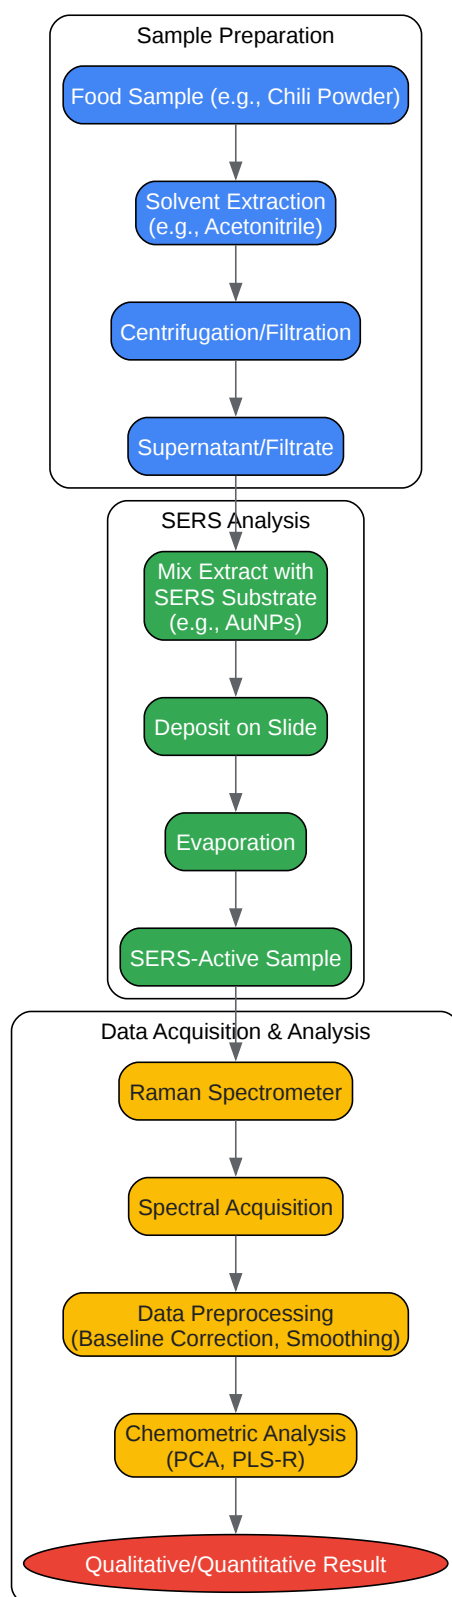 Sample Preparation
Food Sample (e.g., Chili Powder)
Solvent Extraction
(e.g., Acetonitrile)
Centrifugation/Filtration
Supernatant/Filtrate
SERS Analysis
Mix Extract with
SERS Substrate
(e.g., AuNPs)
Deposit on Slide
Evaporation
SERS-Active Sample
Data Acquisition & Analysis
Raman Spectrometer
Spectral Acquisition
Data Preprocessing
(Baseline Correction, Smoothing)
Chemometric Analysis
(PCA, PLS-R)
Qualitative/Quantitative Result